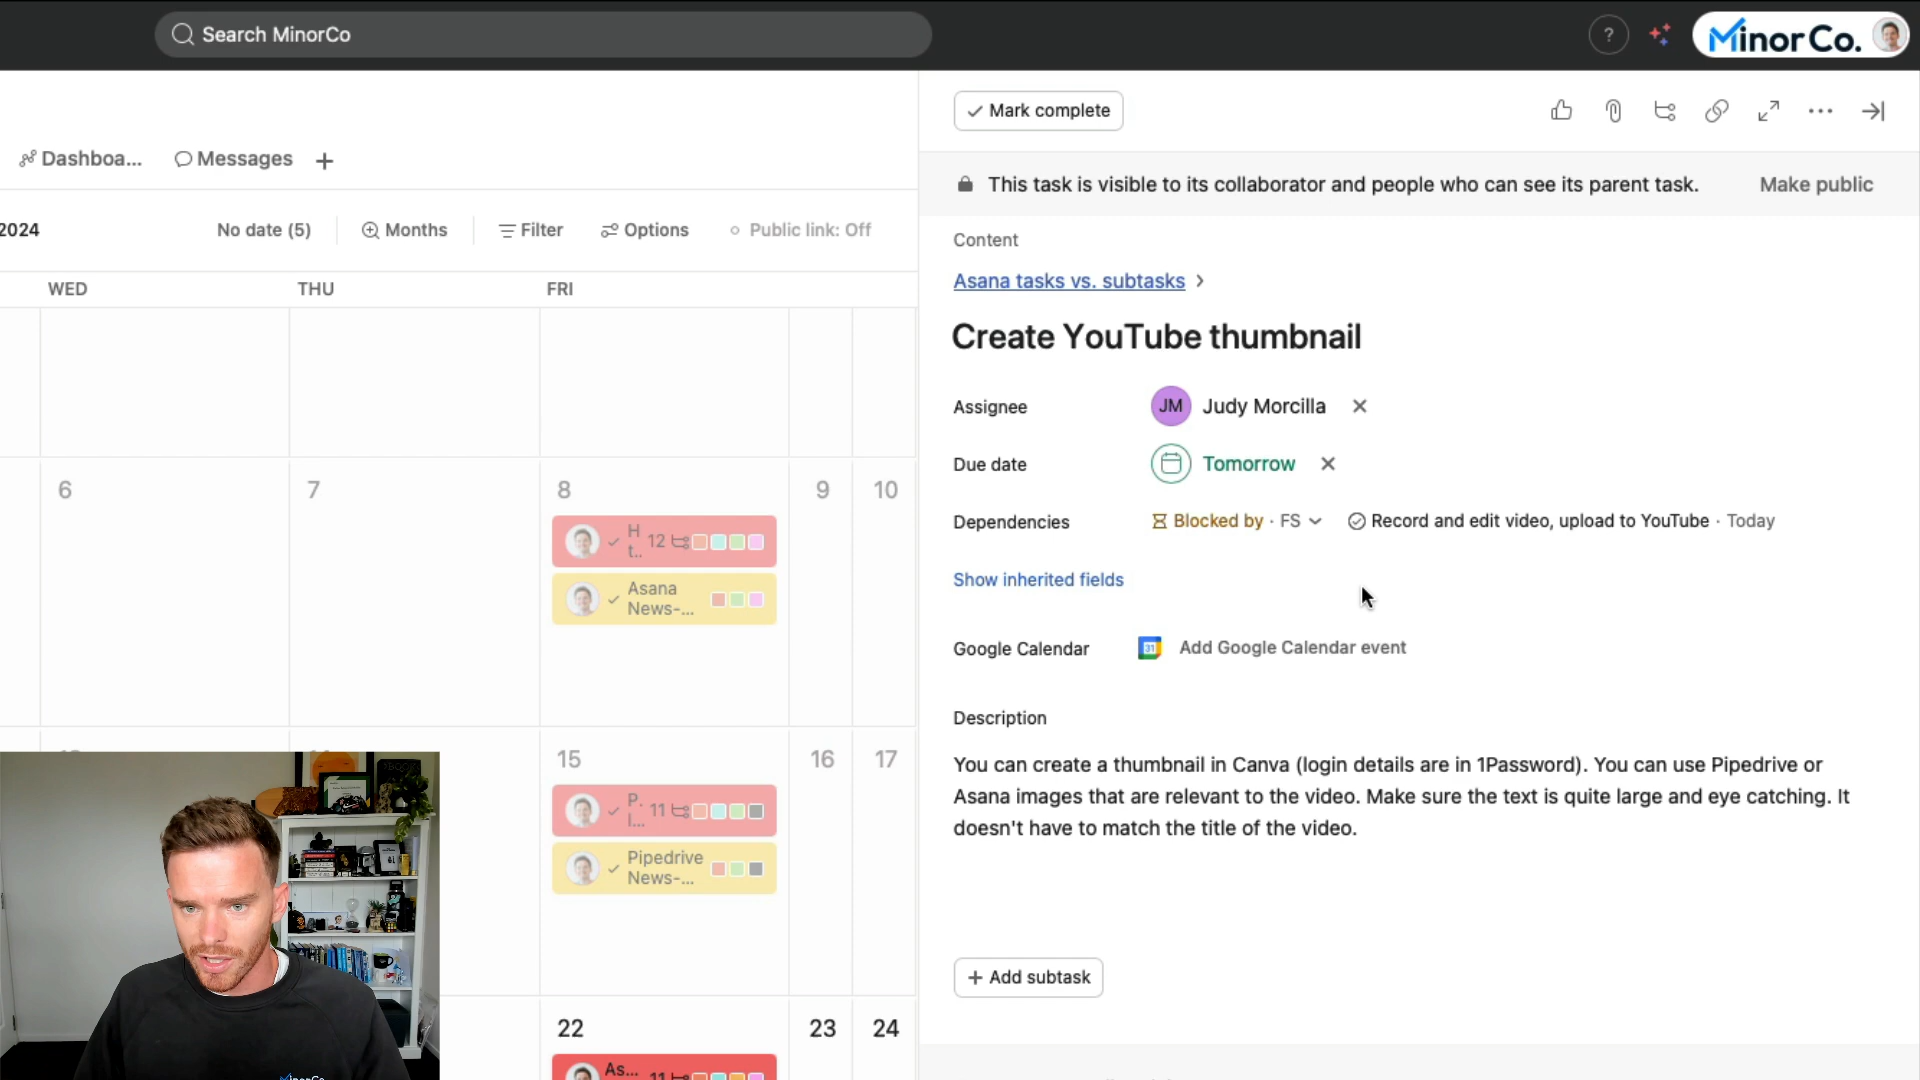 Search MinorCo
?
Minor Co.
Dashboa...
Messages
2024
No date (5)
Months
Filter
Options
Public link: Off
WED
THU
FRI
6
7
8
9
10
H
t..
12
Asana
News-...
15
16
17
P.
I...
11
Pipedrive
News-...
22
23
24
As...
11
Mark complete
This task is visible to its collaborator and people who can see its parent task.
Make public
Content
Asana tasks vs. subtasks
Create YouTube thumbnail
Assignee
JM
Judy Morcilla
Due date
Tomorrow
Dependencies
Blocked by · FS
Record and edit video, upload to YouTube · Today
Show inherited fields
Google Calendar
31
Add Google Calendar event
Description
You can create a thumbnail in Canva (login details are in 1Password). You can use Pipedrive or
Asana images that are relevant to the video. Make sure the text is quite large and eye catching. It
doesn't have to match the title of the video.
+ Add subtask
MinorCo